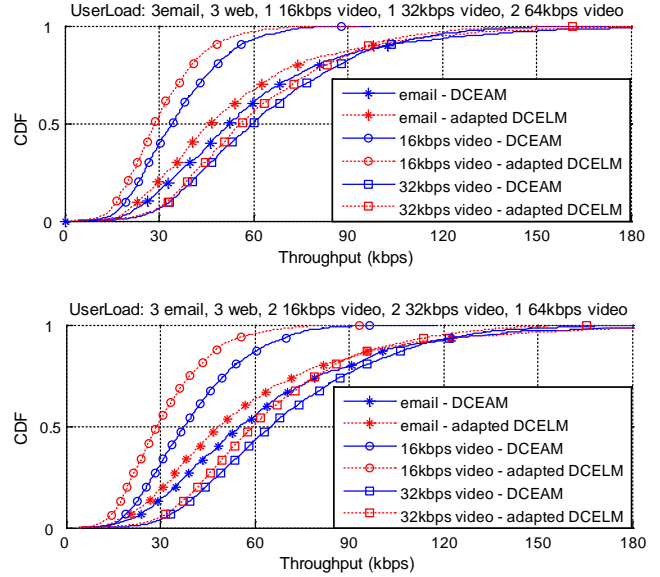 UserLoad: 3email, 3 web, 1 16kbps video, 1 32kbps video, 2 64kbps video
1
0.5
0
CDF
0 30 60 90 120 150 180
Throughput (kbps)
email - DCEAM
email - adapted DCELM
16kbps video - DCEAM
16kbps video - adapted DCELM
32kbps video - DCEAM
32kbps video - adapted DCELM
UserLoad: 3 email, 3 web, 2 16kbps video, 2 32kbps video, 1 64kbps video
1
0.5
0
CDF
0 30 60 90 120 150 180
Throughput (kbps)
email - DCEAM
email - adapted DCELM
16kbps video - DCEAM
16kbps video - adapted DCELM
32kbps video - DCEAM
32kbps video - adapted DCELM